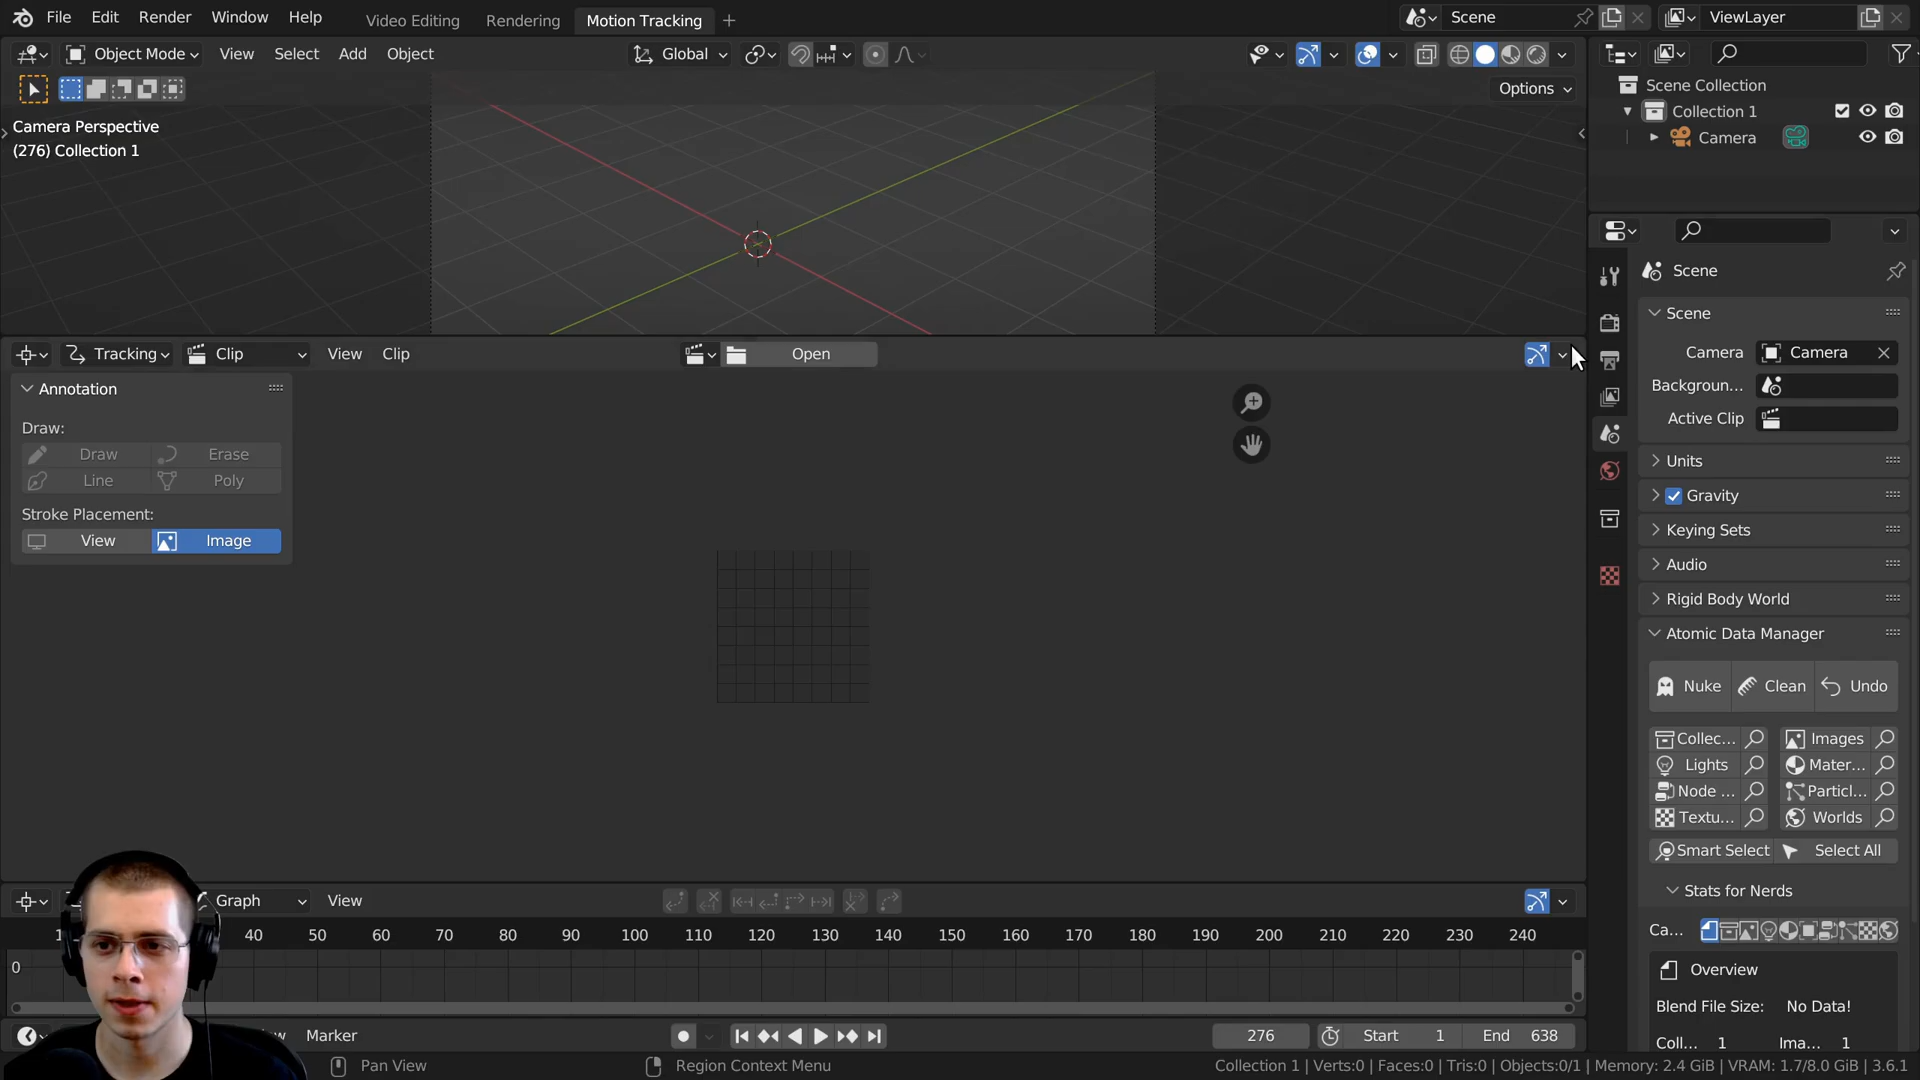 File Edit Render Window Help Video Editing Rendering Motion Tracking Scene ViewLayer
Object Mode View Select Add Object Global
Options
Camera Perspective
(276) Collection 1
Scene Collection
Collection 1
Camera
Scene
Scene
Camera Camera
Backgroun...
Active Clip
Units
Gravity
Keying Sets
Audio
Rigid Body World
Atomic Data Manager
Nuke Clean Undo
Collec... Images
Lights Mater...
Node ... Particl...
Textu... Worlds
Smart Select Select All
Stats for Nerds
Ca...
Overview
Blend File Size: No Data!
Coll... 1 Ima... 1
Tracking Clip View Clip Open
Annotation
Draw:
Draw Erase
Line Poly
Stroke Placement:
View Image
Graph View
40 50 60 70 80 90 100 110 120 130 140 150 160 170 180 190 200 210 220 230 240
0
Marker 276 Start 1 End 638
Pan View Region Context Menu Collection 1 | Verts:0 | Faces:0 | Tris:0 | Objects:0/1 | Memory: 2.4 GiB | VRAM: 1.7/8.0 GiB | 3.6.1